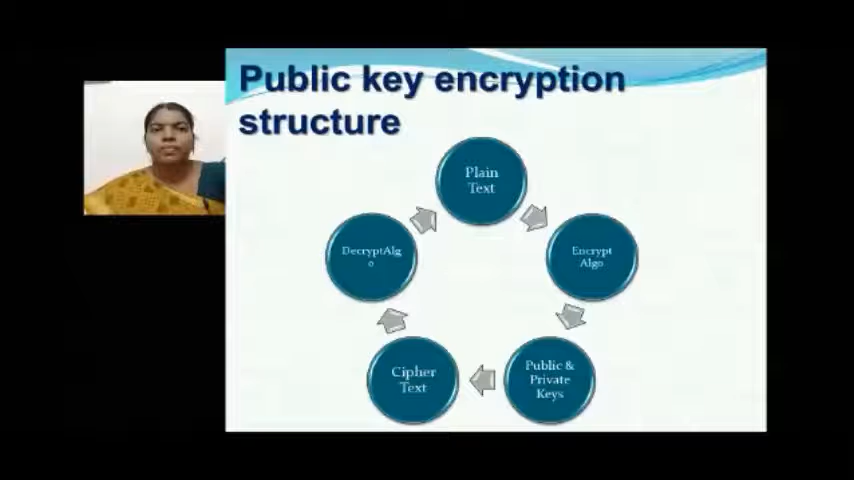 Public key encryption
structure
Plain
Text
Encrypt
Algo
Public &
Private
Keys
Cipher
Text
DecryptAlg
o